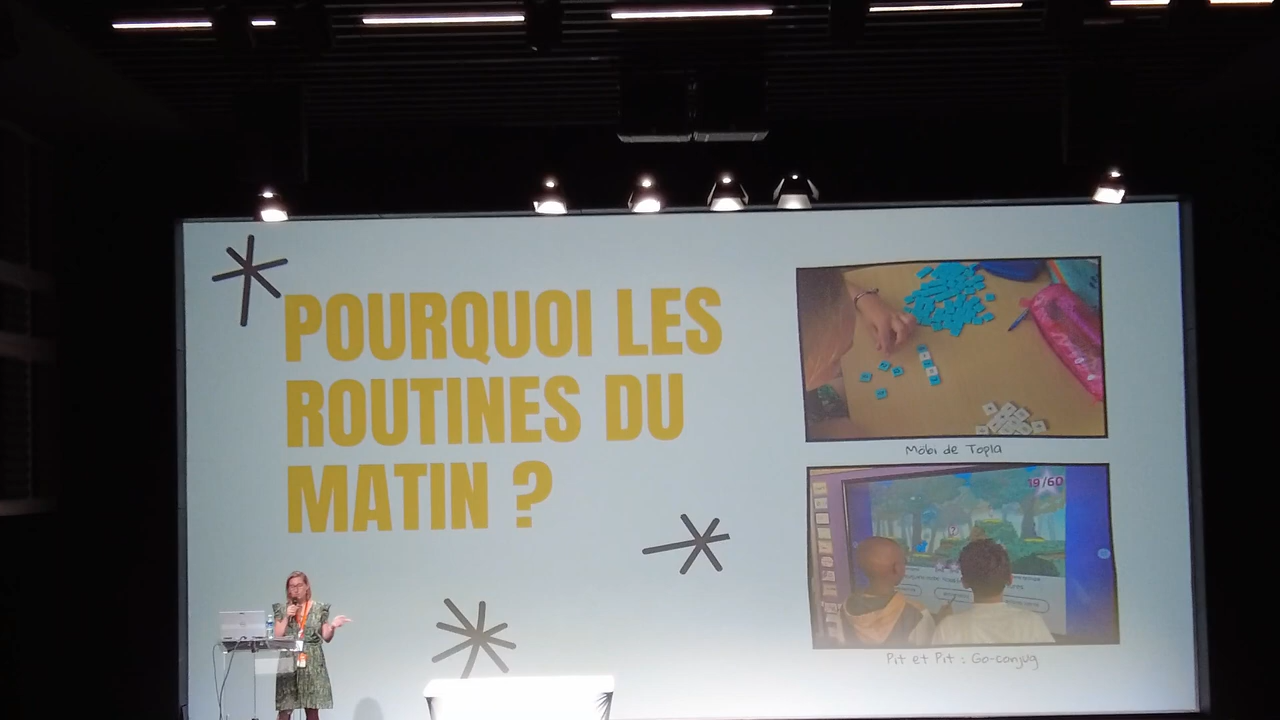 POURQUOI LES
ROUTINES DU
MATIN ?
Möbi de Topla
19/60
Pit et Pit : Go-conjug